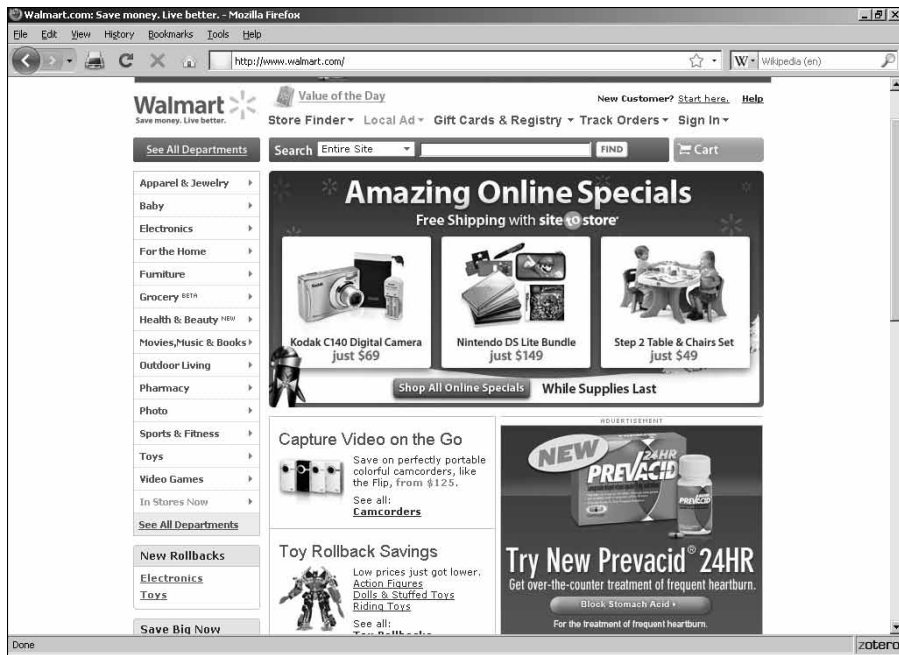 Walmart.com: Save money. Live better. - Mozilla Firefox
File Edit View History Bookmarks Tools Help
http://www.walmart.com/
W Wikipedia (en)
Walmart
Save money. Live better.
Value of the Day
New Customer? Start here. Help
Store Finder Local Ad Gift Cards & Registry Track Orders Sign In
See All Departments
Search Entire Site FIND Cart
Apparel & Jewelry
Baby
Electronics
For the Home
Furniture
Grocery BETA
Health & Beauty NEW
Movies,Music & Books
Outdoor Living
Pharmacy
Photo
Sports & Fitness
Toys
Video Games
In Stores Now
See All Departments
New Rollbacks
Electronics
Toys
Save Big Now
Amazing Online Specials
Free Shipping with site to store
Kodak C140 Digital Camera
just $69
Nintendo DS Lite Bundle
just $149
Step 2 Table & Chairs Set
just $49
Shop All Online Specials While Supplies Last
Capture Video on the Go
Save on perfectly portable
colorful camcorders, like
the Flip, from $125.
See all:
Camcorders
Toy Rollback Savings
Low prices just got lower.
Action Figures
Dolls & Stuffed Toys
Riding Toys
See all:
Toy Rollbacks
ADVERTISEMENT
NEW
24HR
PREVACID
PREVACID
Try New Prevacid® 24HR
Get over-the-counter treatment of frequent heartburn.
Block Stomach Acid
For the treatment of frequent heartburn.
Done
zotero